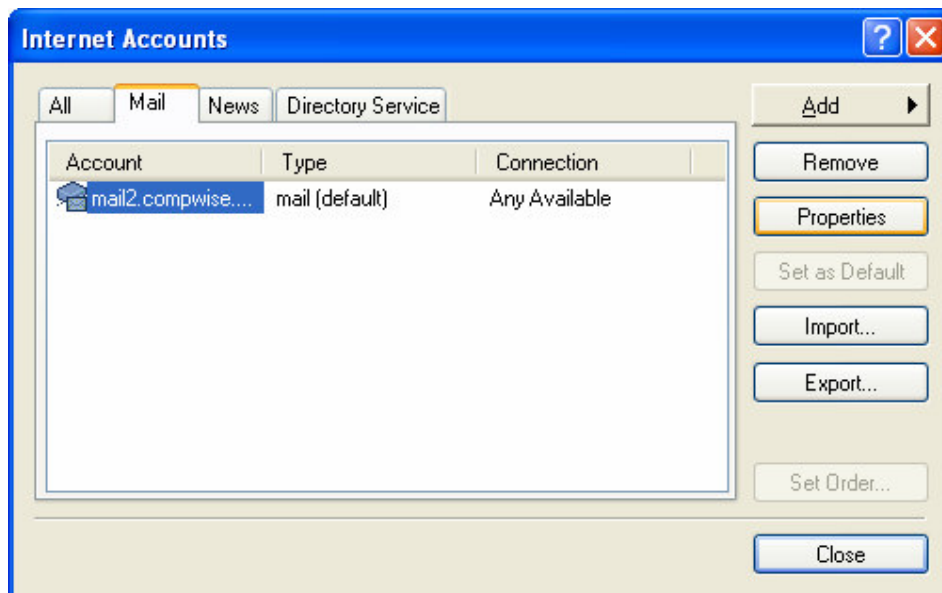 Internet Accounts
All Mail News Directory Service
Account Type Connection
mail2.compwise.... mail (default) Any Available
Add
Remove
Properties
Set as Default
Import...
Export...
Set Order...
Close